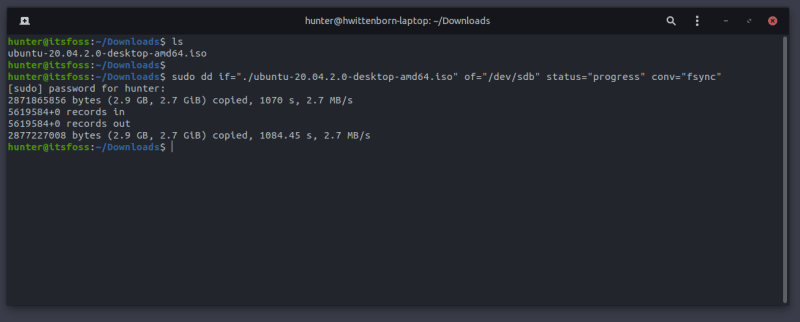 hunter@hwittenborn-laptop: ~/Downloads
hunter@itsfoss:~/Downloads$ ls
ubuntu-20.04.2.0-desktop-amd64.iso
hunter@itsfoss:~/Downloads$
hunter@itsfoss:~/Downloads$ sudo dd if="./ubuntu-20.04.2.0-desktop-amd64.iso" of="/dev/sdb" status="progress" conv="fsync"
[sudo] password for hunter:
2871865856 bytes (2.9 GB, 2.7 GiB) copied, 1070 s, 2.7 MB/s
5619584+0 records in
5619584+0 records out
2877227008 bytes (2.9 GB, 2.7 GiB) copied, 1084.45 s, 2.7 MB/s
hunter@itsfoss:~/Downloads$